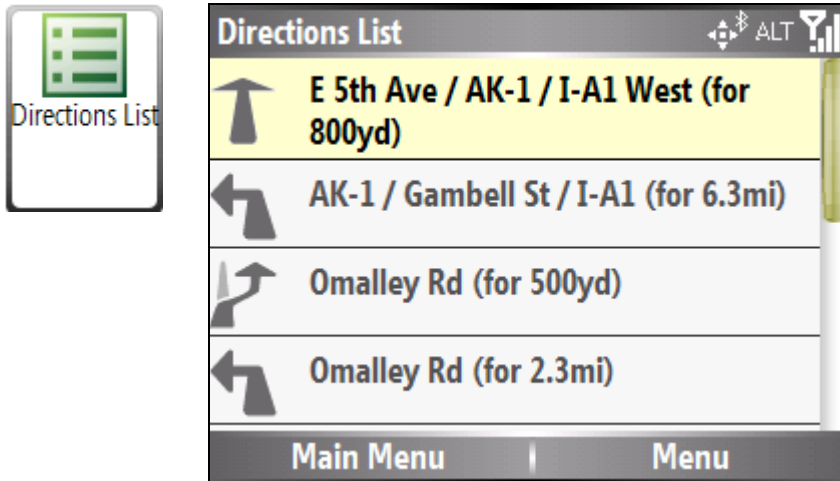 Directions List
Directions List
ALT
E 5th Ave / AK-1 / I-A1 West (for
800yd)
AK-1 / Gambell St / I-A1 (for 6.3mi)
Omalley Rd (for 500yd)
Omalley Rd (for 2.3mi)
Main Menu
Menu